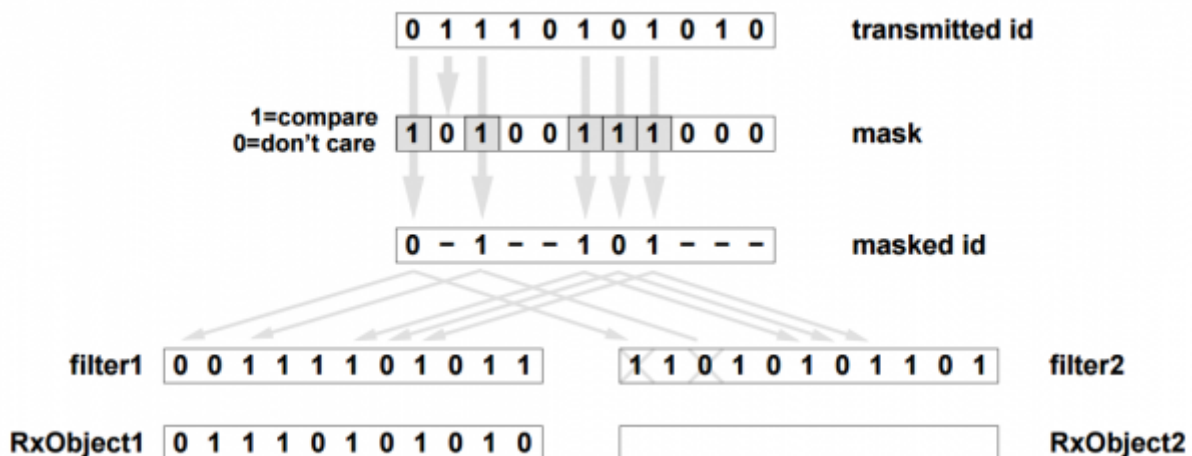 0 1 1 1 0 1 0 1 0 1 0 transmitted id
1=compare
0=don't care
1 0 1 0 0 1 1 1 0 0 0 mask
0 – 1 – – 1 0 1 – – – masked id
filter1 0 0 1 1 1 1 0 1 0 1 1
1 1 0 1 0 1 0 1 1 0 1 filter2
RxObject1 0 1 1 1 0 1 0 1 0 1 0
RxObject2